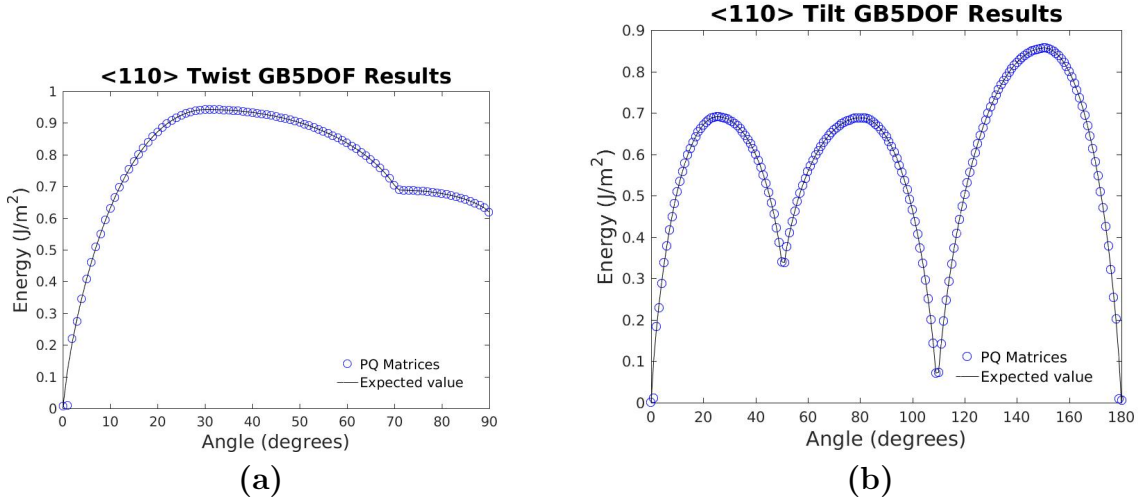 <110> Twist GB5DOF Results
1
0.9
0.8
0.7
0.6
0.5
0.4
0.3
0.2
0.1
0
Energy (J/m²)
PQ Matrices
Expected value
0 10 20 30 40 50 60 70 80 90
Angle (degrees)
(a)
<110> Tilt GB5DOF Results
0.9
0.8
0.7
0.6
0.5
0.4
0.3
0.2
0.1
0
Energy (J/m²)
PQ Matrices
Expected value
0 20 40 60 80 100 120 140 160 180
Angle (degrees)
(b)